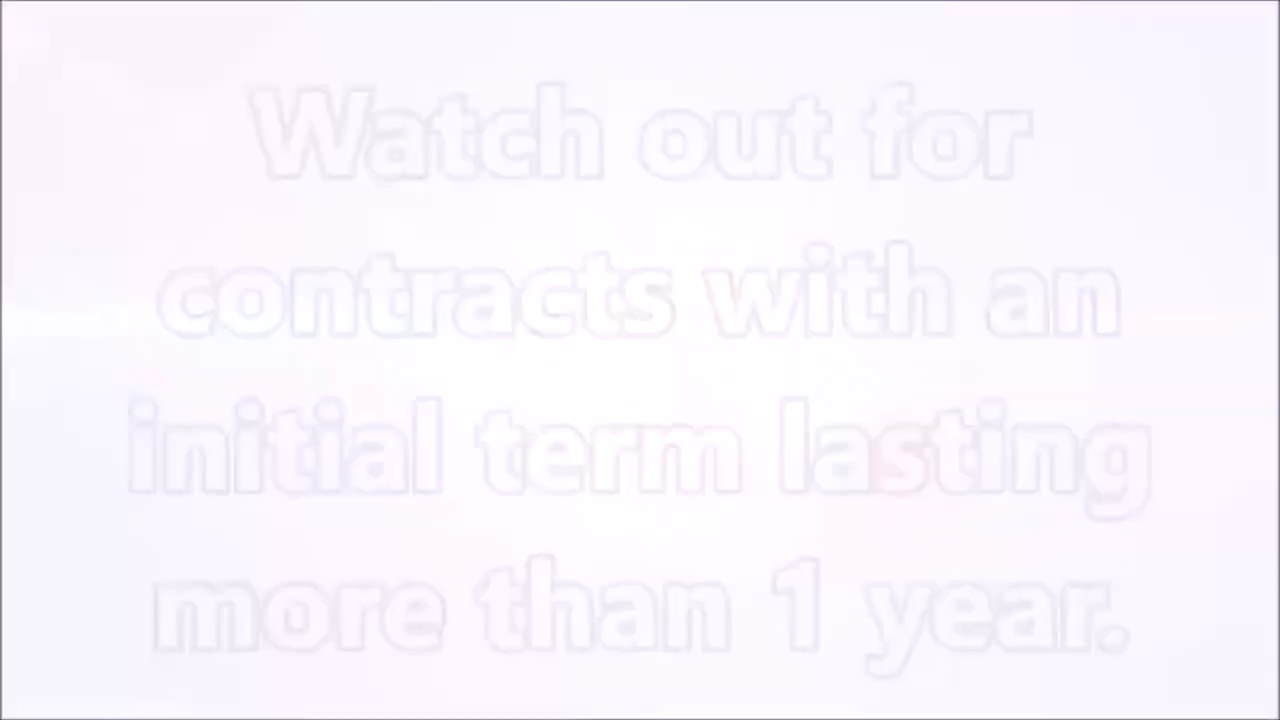 Watch out for
contracts with an
initial term lasting
more than 1 year.